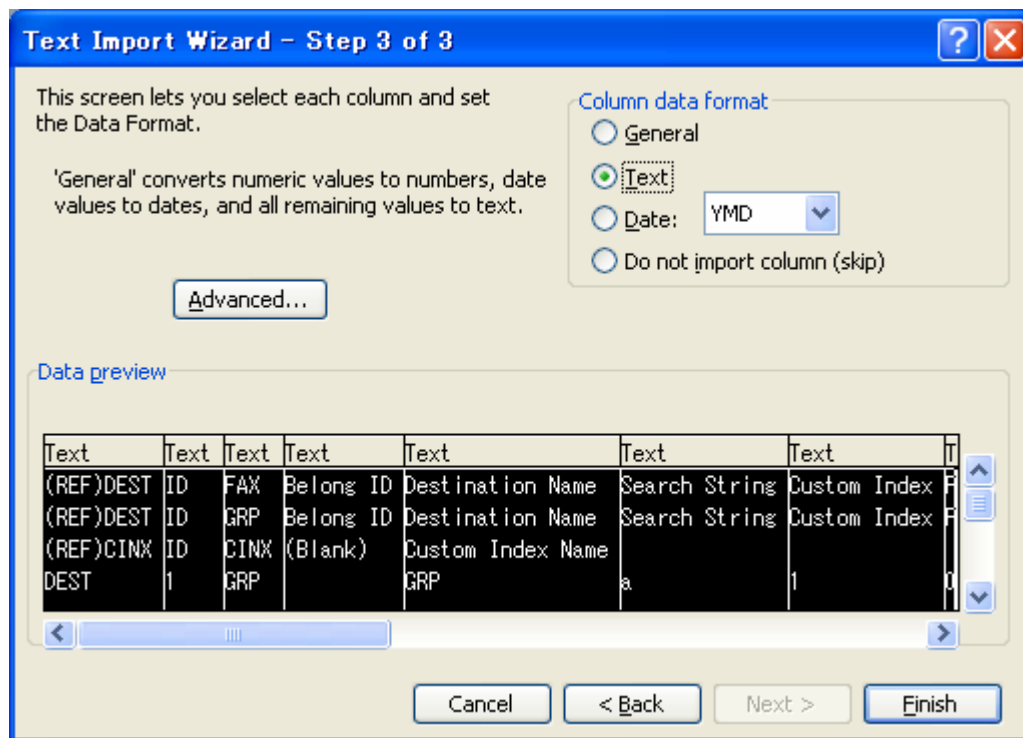 Text Import Wizard - Step 3 of 3
This screen lets you select each column and set
the Data Format.
'General' converts numeric values to numbers, date
values to dates, and all remaining values to text.
Advanced...
Column data format
General
Text
Date: YMD
Do not import column (skip)
Data preview
Text Text Text Text Text Text Text T
(REF)DEST ID FAX Belong ID Destination Name Search String Custom Index
(REF)DEST ID GRP Belong ID Destination Name Search String Custom Index
(REF)CINX ID CINX (Blank) Custom Index Name
DEST 1 GRP GRP a 1 0
Cancel < Back Next > Finish